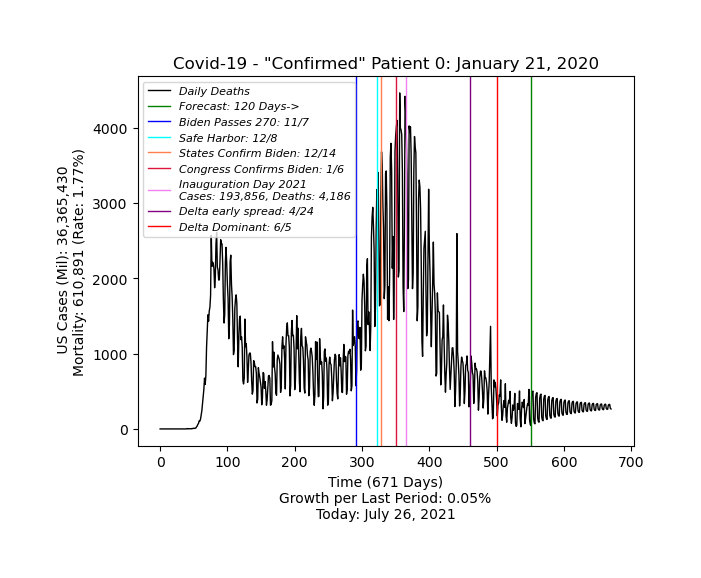 Covid-19 - "Confirmed" Patient 0: January 21, 2020
Daily Deaths
Forecast: 120 Days->
Biden Passes 270: 11/7
Safe Harbor: 12/8
States Confirm Biden: 12/14
Congress Confirms Biden: 1/6
Inauguration Day 2021
Cases: 193,856, Deaths: 4,186
Delta early spread: 4/24
Delta Dominant: 6/5
US Cases (Mil): 36,365,430
Mortality: 610,891 (Rate: 1.77%)
4000
3000
2000
1000
0
0 100 200 300 400 500 600 700
Time (671 Days)
Growth per Last Period: 0.05%
Today: July 26, 2021